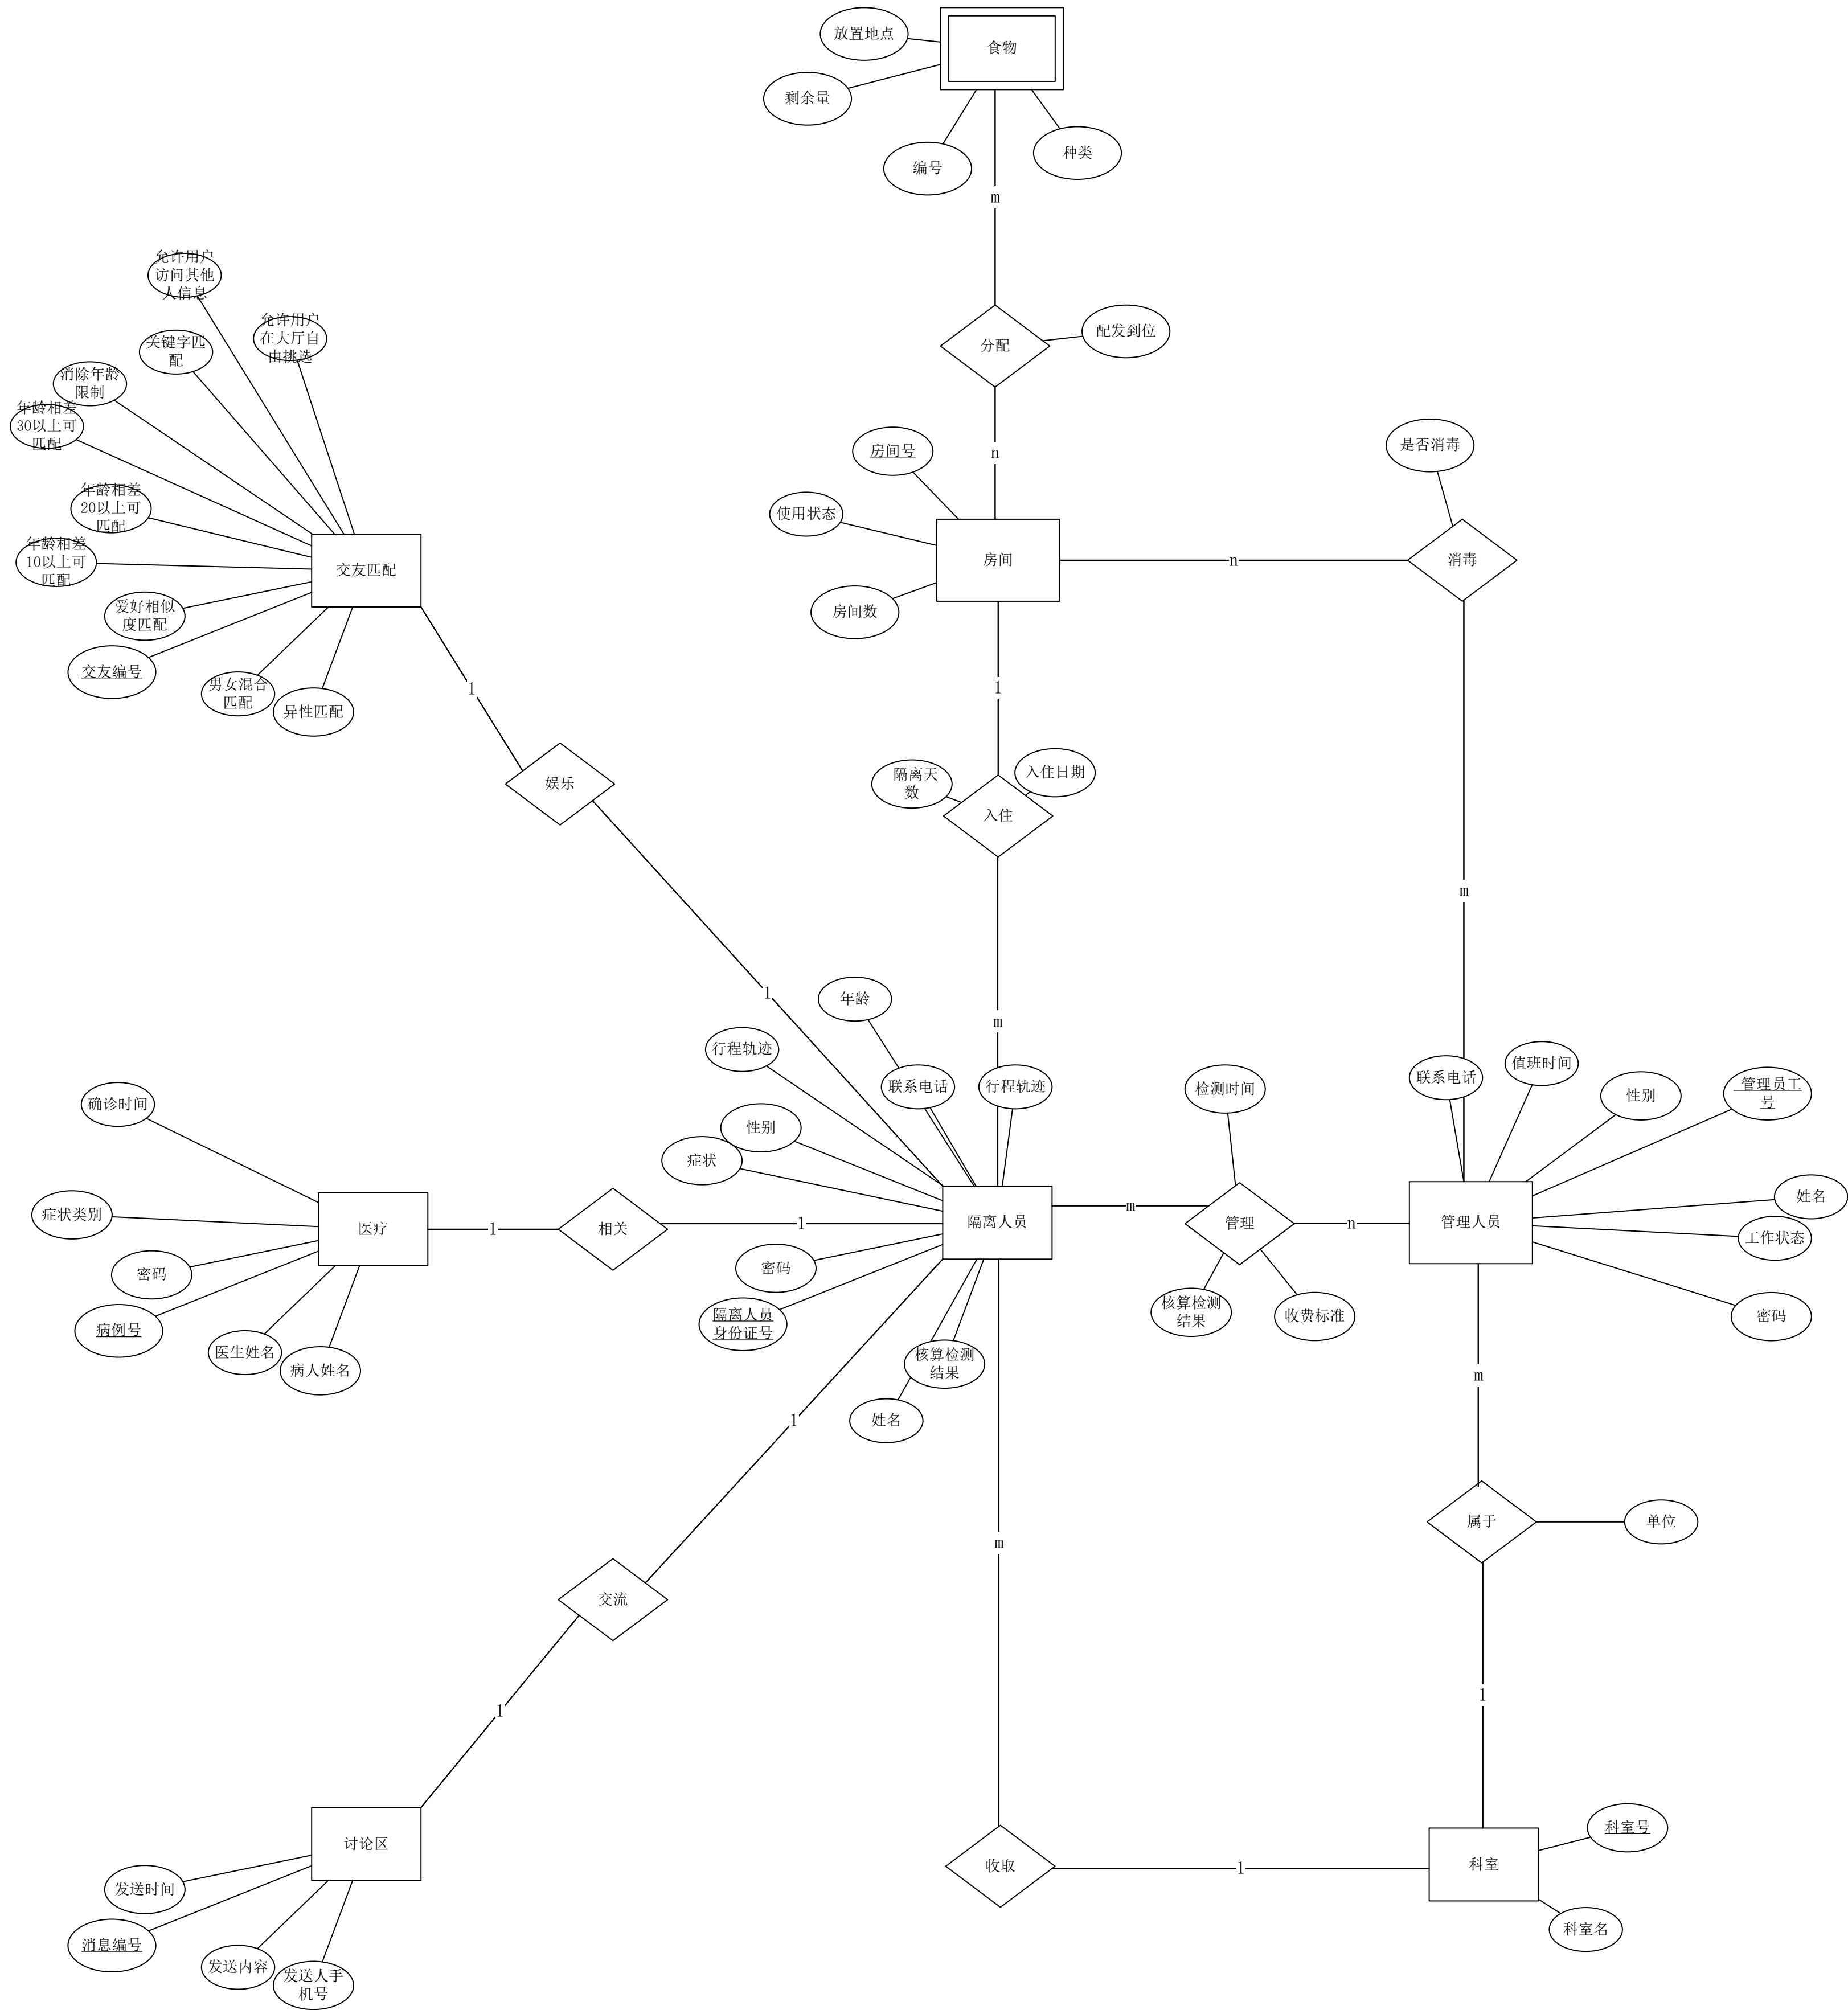 放置地点
食物
剩余量
编号
种类
m
允许用户
访问其他
人信息
允许用户
在大厅自
由挑选
关键字匹
配
消除年龄
限制
年龄相差
30以上可
匹配
年龄相差
20以上可
匹配
年龄相差
10以上可
匹配
爱好相似
度匹配
交友编号
男女混合
匹配
异性匹配
交友匹配
1
娱乐
1
分配
配发到位
n
房间号
使用状态
房间
房间数
n
是否消毒
消毒
m
1
隔离天
数
入住日期
入住
m
年龄
行程轨迹
联系电话
行程轨迹
性别
症状
隔离人员
密码
隔离人员
身份证号
核算检测
结果
姓名
确诊时间
症状类别
医疗
密码
病例号
医生姓名
病人姓名
1
相关
1
检测时间
m
管理
n
核算检测
结果
收费标准
联系电话
值班时间
性别
管理员工
号
姓名
管理人员
工作状态
密码
m
属于
单位
1
1
交流
1
讨论区
发送时间
消息编号
发送内容
发送人手
机号
m
收取
1
科室
科室号
科室名